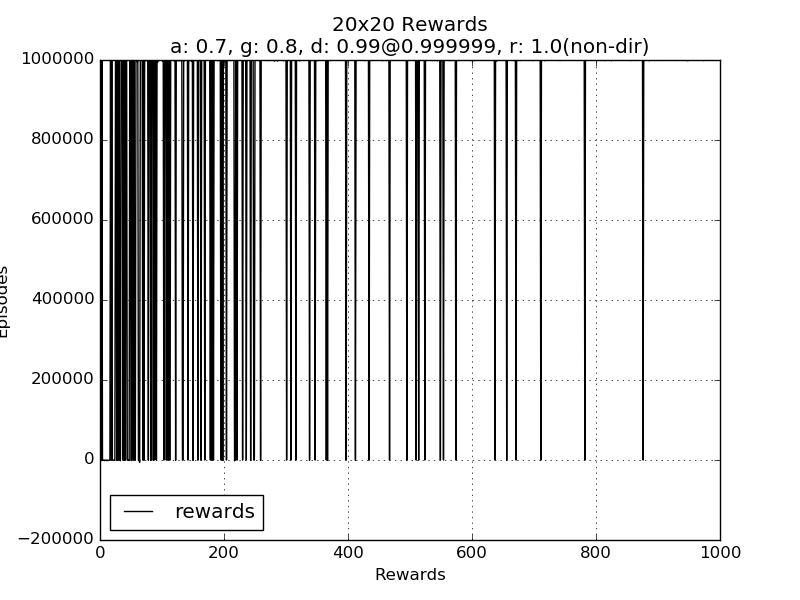 20x20 Rewards
a: 0.7, g: 0.8, d: 0.99@0.999999, r: 1.0(non-dir)
1000000
800000
600000
400000
200000
0
−200000
Episodes
rewards
0 200 400 600 800 1000
Rewards